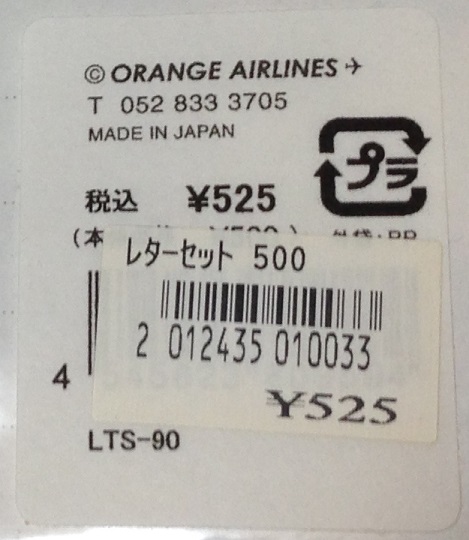 © ORANGE AIRLINES ✈
T 052 833 3705
MADE IN JAPAN
プラ
税込 ¥525
(本
レターセット 500
2 012435 010033
¥525
4
LTS-90